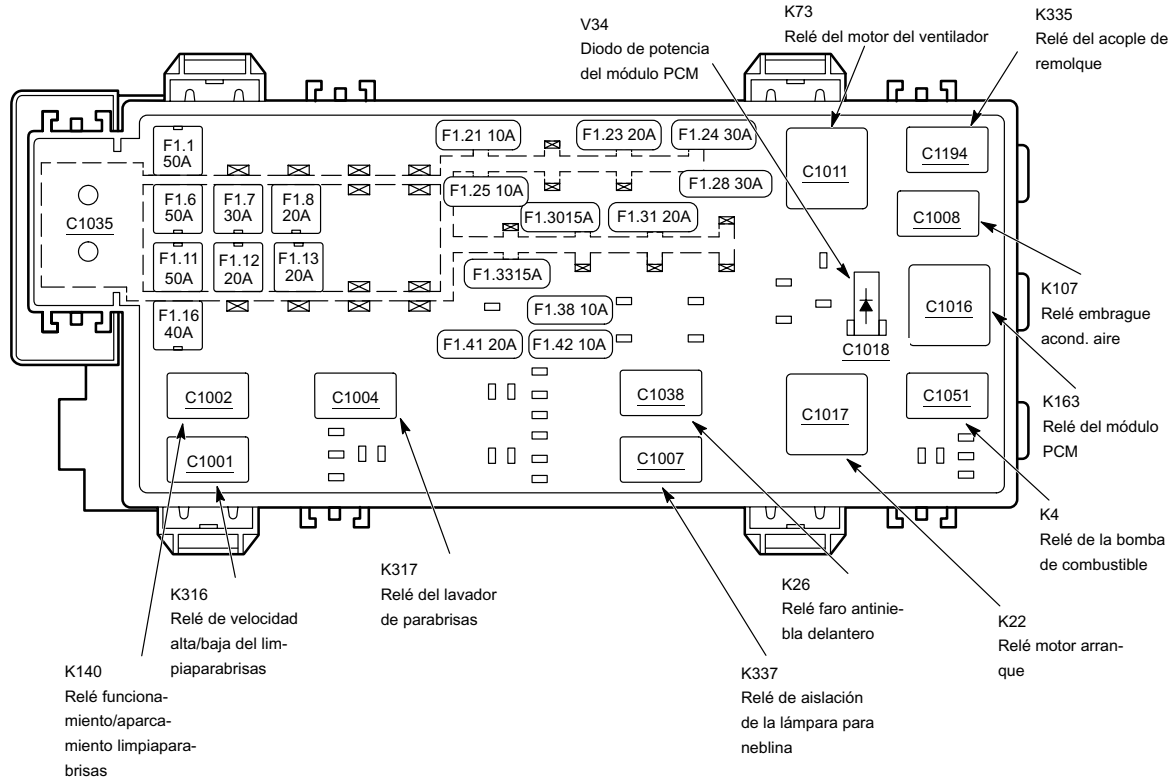 V34
Diodo de potencia
del módulo PCM
K73
Relé del motor del ventilador
K335
Relé del acople de
remolque
F1.1
50A
F1.21 10A
F1.23 20A
F1.24 30A
C1011
C1194
F1.6
50A
F1.7
30A
F1.8
20A
F1.25 10A
F1.28 30A
C1035
F1.3015A
F1.31 20A
C1008
F1.11
50A
F1.12
20A
F1.13
20A
F1.3315A
K107
Relé embrague
acond. aire
F1.16
40A
F1.38 10A
C1016
F1.41 20A
F1.42 10A
C1018
C1002
C1004
C1038
C1017
C1051
K163
Relé del módulo
PCM
C1001
C1007
K4
Relé de la bomba
de combustible
K317
Relé del lavador
de parabrisas
K26
Relé faro antinie-
bla delantero
K316
Relé de velocidad
alta/baja del lim-
piaparabrisas
K22
Relé motor arran-
que
K140
Relé funciona-
miento/aparca-
miento limpiapara-
brisas
K337
Relé de aislación
de la lámpara para
neblina